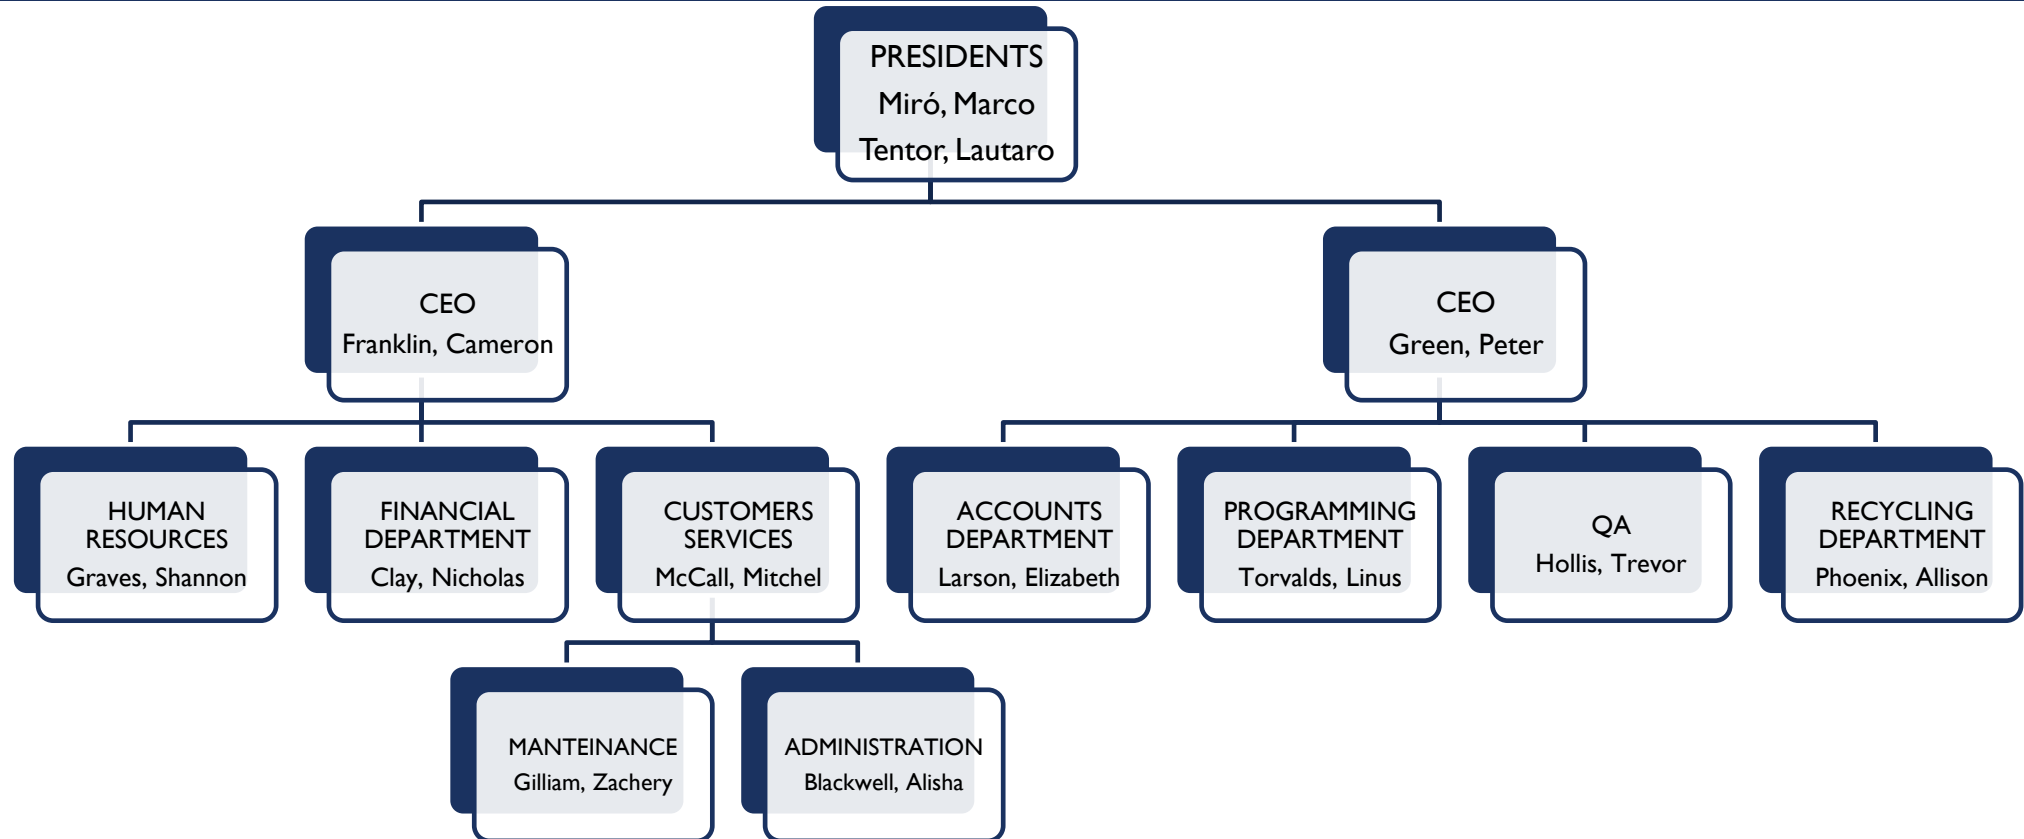 PRESIDENTS
Miró, Marco
Tentor, Lautaro
CEO
Franklin, Cameron
CEO
Green, Peter
HUMAN
RESOURCES
Graves, Shannon
FINANCIAL
DEPARTMENT
Clay, Nicholas
CUSTOMERS
SERVICES
McCall, Mitchel
ACCOUNTS
DEPARTMENT
Larson, Elizabeth
PROGRAMMING
DEPARTMENT
Torvalds, Linus
QA
Hollis, Trevor
RECYCLING
DEPARTMENT
Phoenix, Allison
MANTEINANCE
Gilliam, Zachery
ADMINISTRATION
Blackwell, Alisha